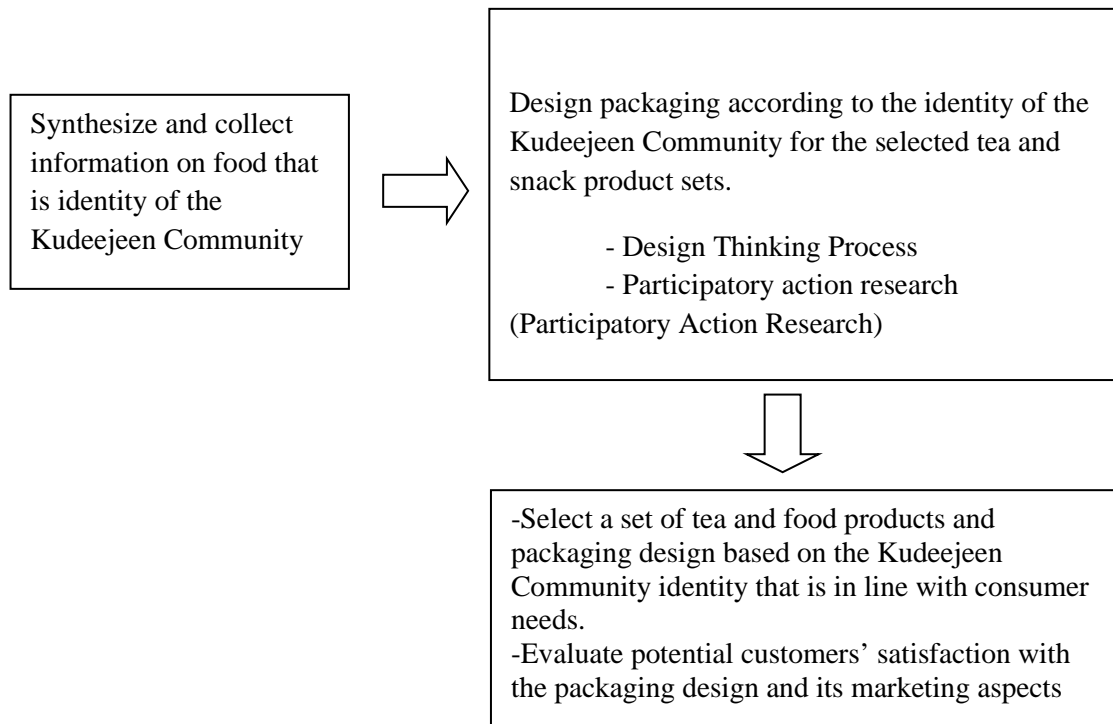 Synthesize and collect
information on food that
is identity of the
Kudeejeen Community
Design packaging according to the identity of the
Kudeejeen Community for the selected tea and
snack product sets.
- Design Thinking Process
- Participatory action research
(Participatory Action Research)
-Select a set of tea and food products and
packaging design based on the Kudeejeen
Community identity that is in line with consumer
needs.
-Evaluate potential customers’ satisfaction with
the packaging design and its marketing aspects